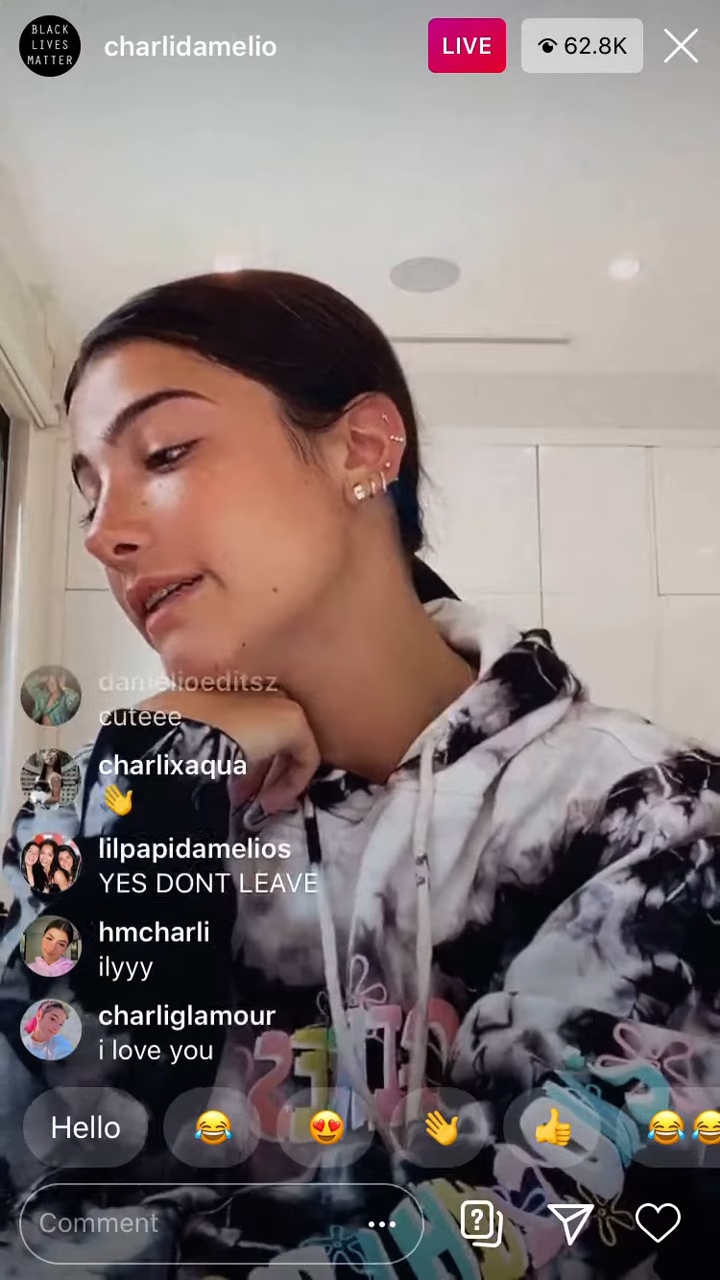 BLACK
LIVES
MATTER
charlidamelio
LIVE
62.8K
damelioeditsz
cuteee
charlixaqua
👋
lilpapidamelios
YES DONT LEAVE
hmcharli
ilyyy
charliglamour
i love you
Hello 😂 😍 👋 👍 😂😂
Comment